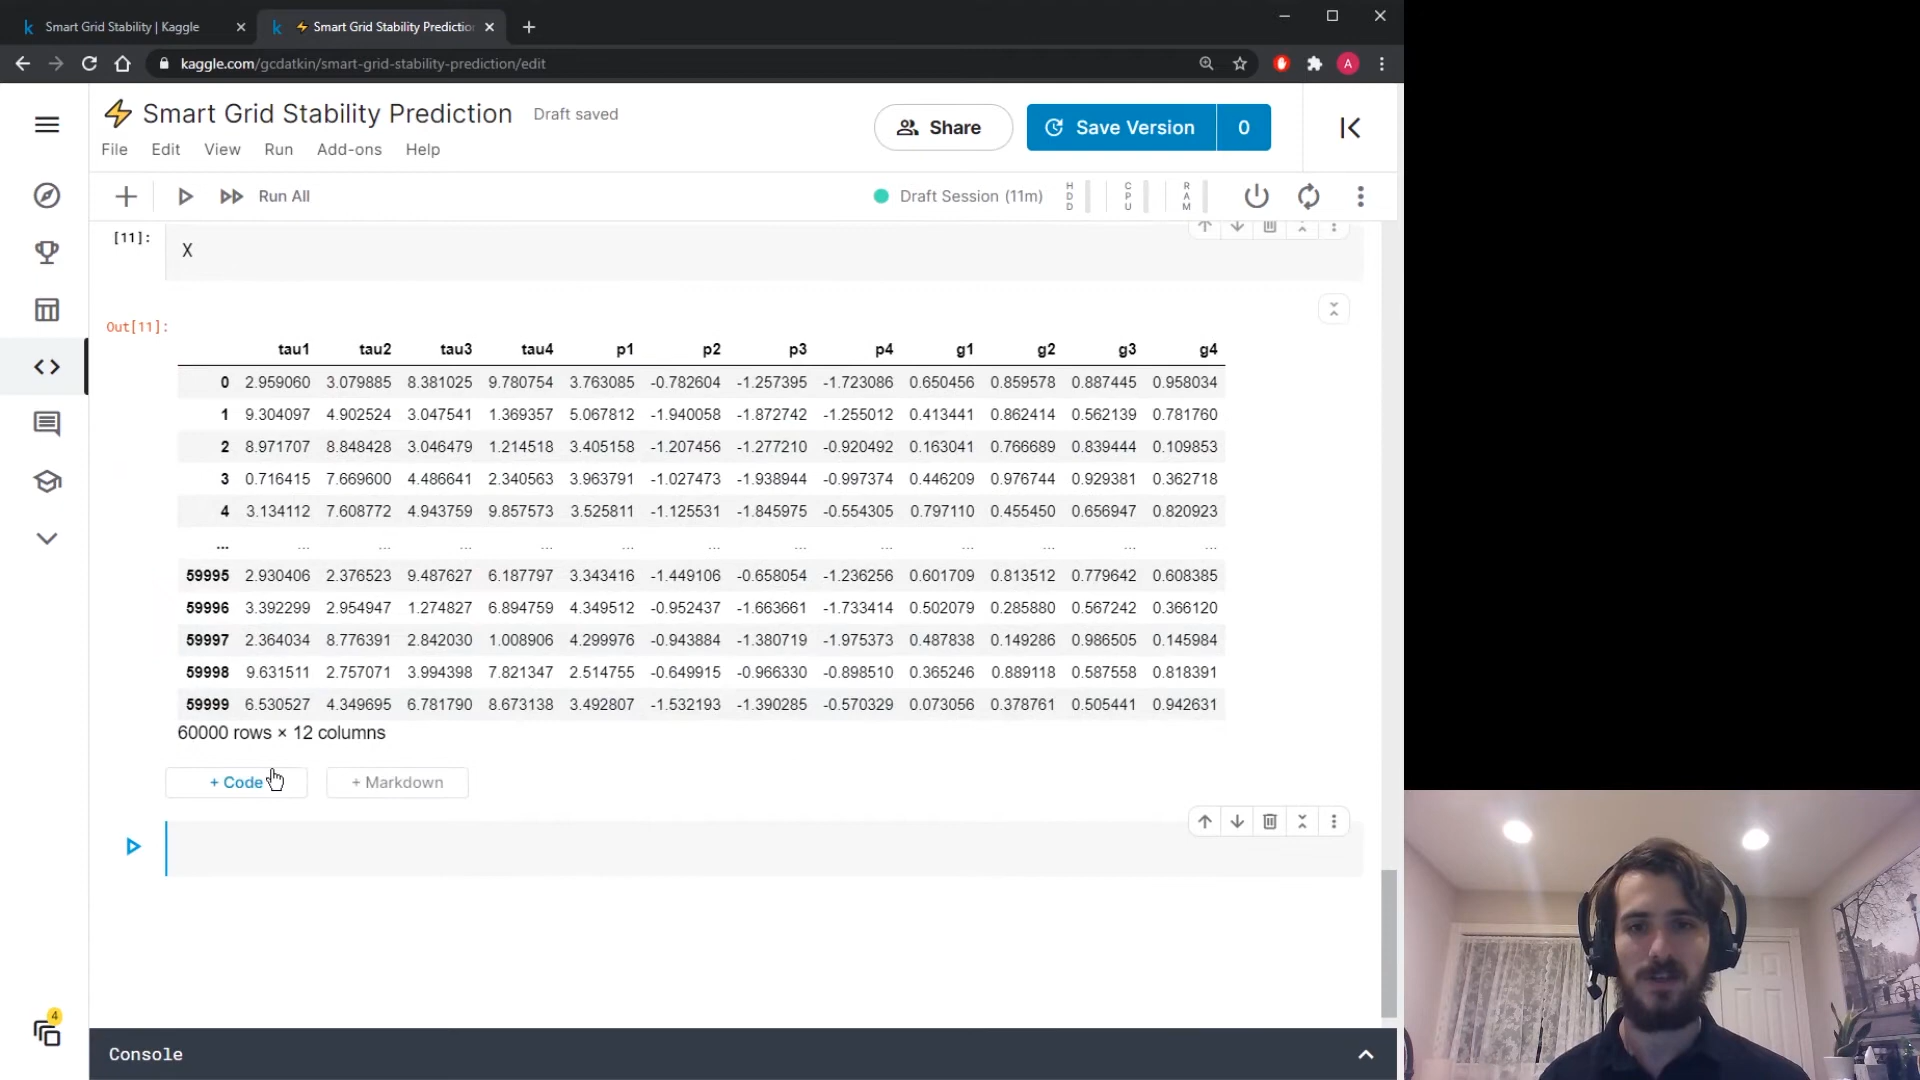 Smart Grid Stability | Kaggle
Smart Grid Stability Predictio
kaggle.com/gcdatkin/smart-grid-stability-prediction/edit
A
Smart Grid Stability Prediction
Draft saved
Share
Save Version
0
File Edit View Run Add-ons Help
Run All
Draft Session (11m)
HDD
CPU
RAM
[11]:
X
Out[11]:
tau1 tau2 tau3 tau4 p1 p2 p3 p4 g1 g2 g3 g4
0 2.959060 3.079885 8.381025 9.780754 3.763085 -0.782604 -1.257395 -1.723086 0.650456 0.859578 0.887445 0.958034
1 9.304097 4.902524 3.047541 1.369357 5.067812 -1.940058 -1.872742 -1.255012 0.413441 0.862414 0.562139 0.781760
2 8.971707 8.848428 3.046479 1.214518 3.405158 -1.207456 -1.277210 -0.920492 0.163041 0.766689 0.839444 0.109853
3 0.716415 7.669600 4.486641 2.340563 3.963791 -1.027473 -1.938944 -0.997374 0.446209 0.976744 0.929381 0.362718
4 3.134112 7.608772 4.943759 9.857573 3.525811 -1.125531 -1.845975 -0.554305 0.797110 0.455450 0.656947 0.820923
... ... ... ... ... ... ... ... ... ... ... ... ...
59995 2.930406 2.376523 9.487627 6.187797 3.343416 -1.449106 -0.658054 -1.236256 0.601709 0.813512 0.779642 0.608385
59996 3.392299 2.954947 1.274827 6.894759 4.349512 -0.952437 -1.663661 -1.733414 0.502079 0.285880 0.567242 0.366120
59997 2.364034 8.776391 2.842030 1.008906 4.299976 -0.943884 -1.380719 -1.975373 0.487838 0.149286 0.986505 0.145984
59998 9.631511 2.757071 3.994398 7.821347 2.514755 -0.649915 -0.966330 -0.898510 0.365246 0.889118 0.587558 0.818391
59999 6.530527 4.349695 6.781790 8.673138 3.492807 -1.532193 -1.390285 -0.570329 0.073056 0.378761 0.505441 0.942631
60000 rows × 12 columns
+ Code
+ Markdown
4
Console